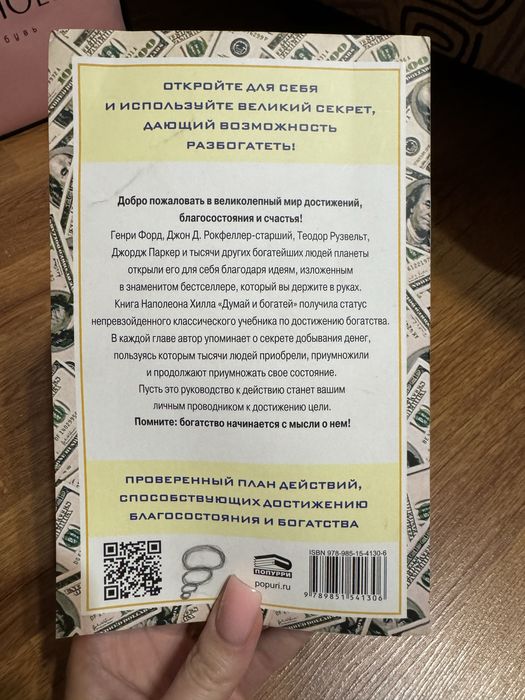 бувь
ОТКРОЙТЕ ДЛЯ СЕБЯ
И ИСПОЛЬЗУЙТЕ ВЕЛИКИЙ СЕКРЕТ,
ДАЮЩИЙ ВОЗМОЖНОСТЬ
РАЗБОГАТЕТЬ!
Добро пожаловать в великолепный мир достижений,
благосостояния и счастья!
Генри Форд, Джон Д. Рокфеллер-старший, Теодор Рузвельт,
Джордж Паркер и тысячи других богатейших людей планеты
открыли его для себя благодаря идеям, изложенным
в знаменитом бестселлере, который вы держите в руках.
Книга Наполеона Хилла «Думай и богатей» получила статус
непревзойденного классического учебника по достижению богатства.
В каждой главе автор упоминает о секрете добывания денег,
пользуясь которым тысячи людей приобрели, приумножили
и продолжают приумножать свое состояние.
Пусть это руководство к действию станет вашим
личным проводником к достижению цели.
Помните: богатство начинается с мысли о нем!
ПРОВЕРЕННЫЙ ПЛАН ДЕЙСТВИЙ,
СПОСОБСТВУЮЩИХ ДОСТИЖЕНИЮ
БЛАГОСОСТОЯНИЯ И БОГАТСТВА
ПОПУРРИ
popuri.ru
ISBN 978-985-15-4130-6
9 789851 541306